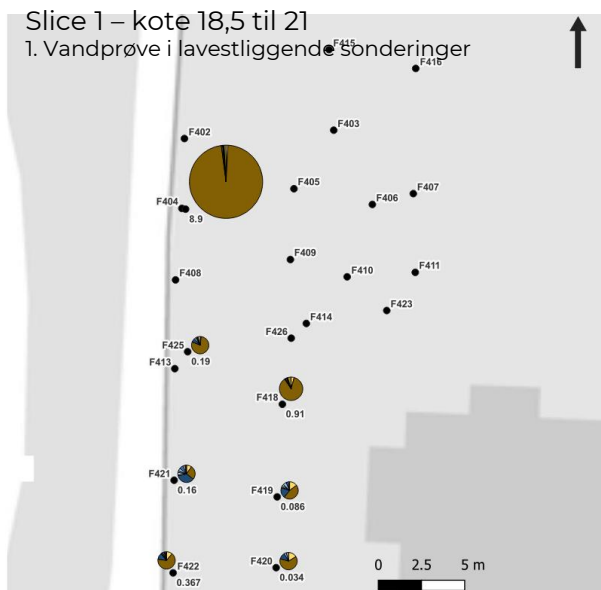 Slice 1 – kote 18,5 til 21
1. Vandprøve i lavestliggende sonderinger
F415
F416
F403
F402
F405
F407
F406
F404
8.9
F409
F411
F410
F408
F423
F414
F426
F425
0.19
F413
F418
0.91
F421
0.16
F419
0.086
F422
0.367
F420
0.034
0 2.5 5 m